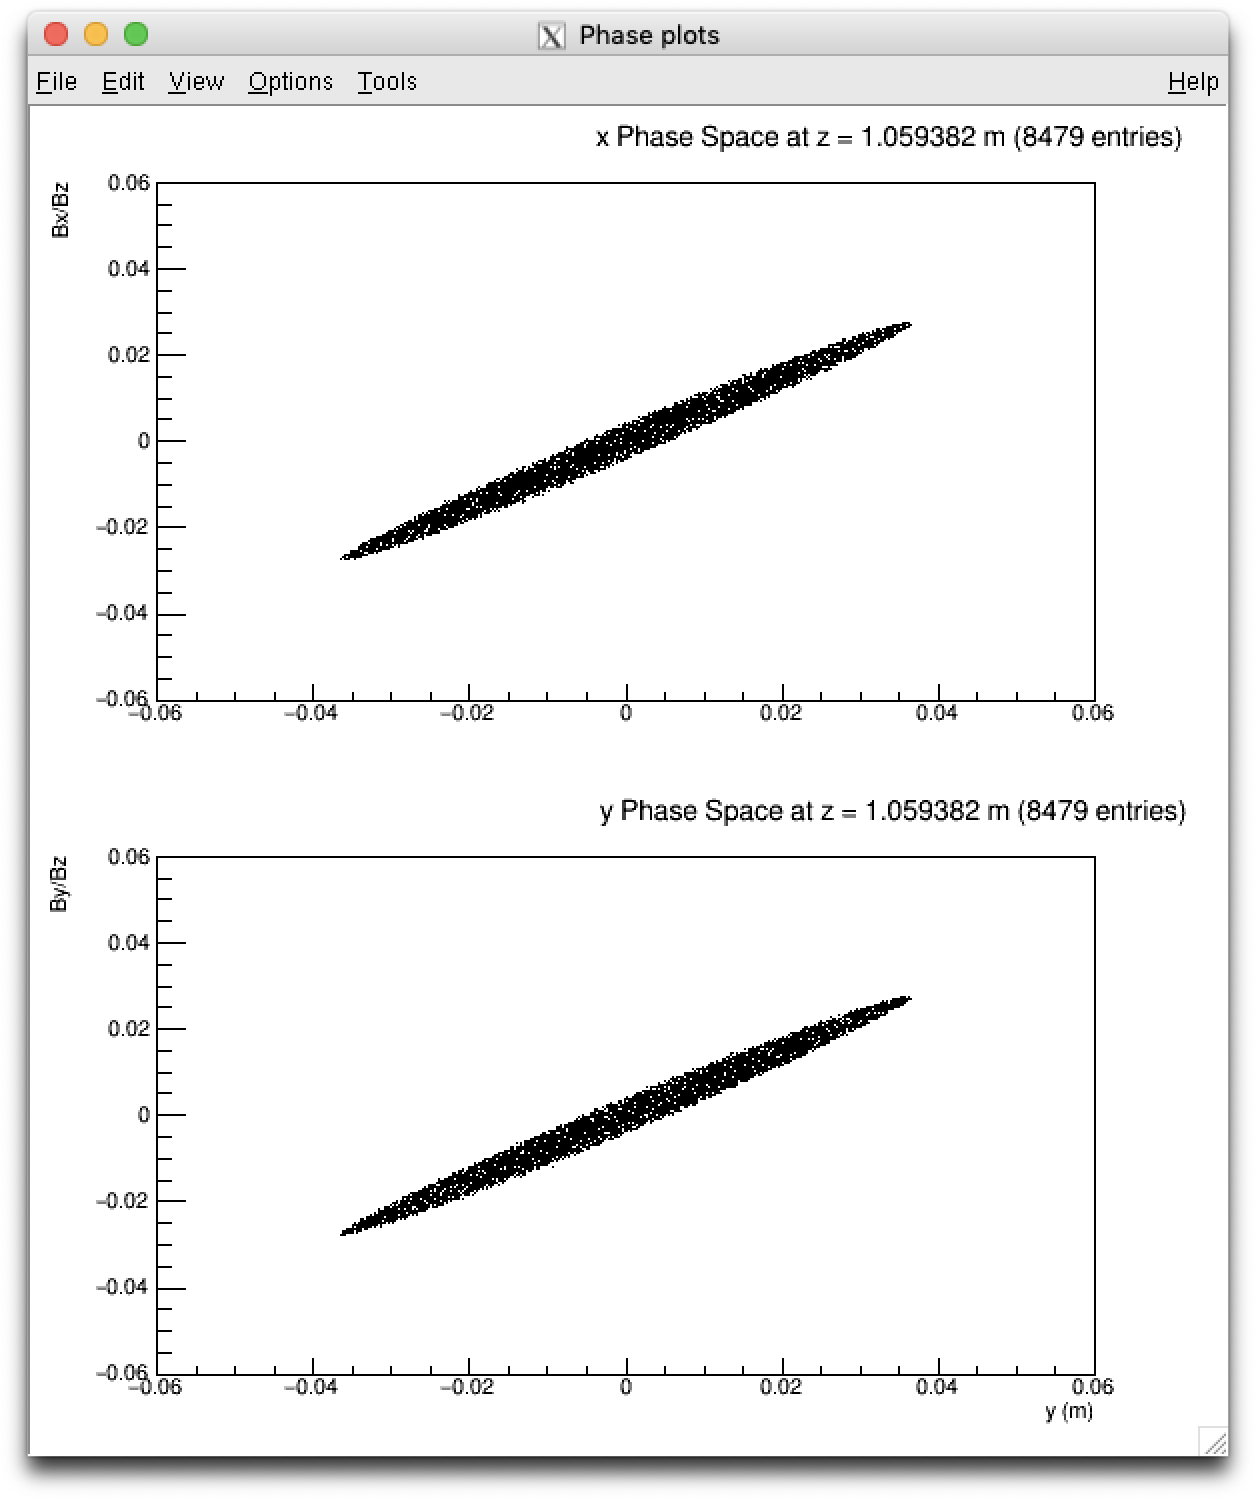 Phase plots
File Edit View Options Tools Help
x Phase Space at z = 1.059382 m (8479 entries)
Bx/Bz
0.06
0.04
0.02
0
−0.02
−0.04
−0.06
−0.06 −0.04 −0.02 0 0.02 0.04 0.06
y Phase Space at z = 1.059382 m (8479 entries)
By/Bz
0.06
0.04
0.02
0
−0.02
−0.04
−0.06
−0.06 −0.04 −0.02 0 0.02 0.04 0.06
y (m)